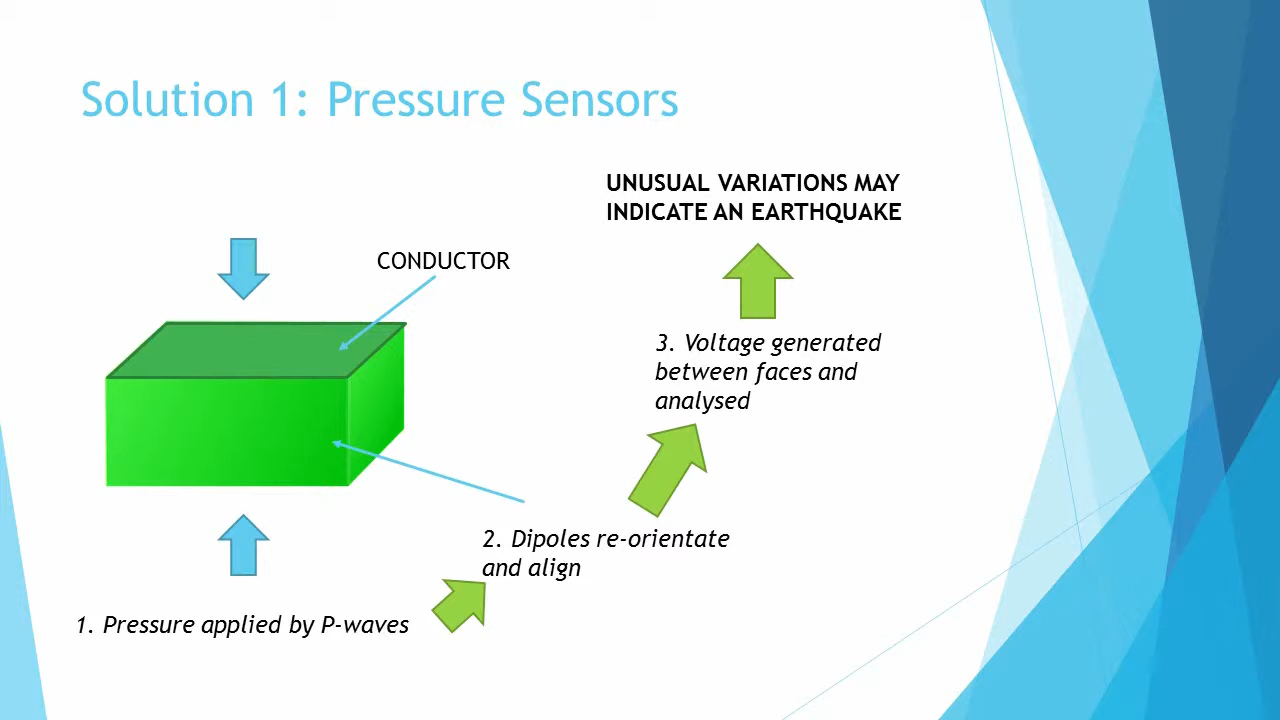 Solution 1: Pressure Sensors
UNUSUAL VARIATIONS MAY
INDICATE AN EARTHQUAKE
CONDUCTOR
3. Voltage generated
between faces and
analysed
2. Dipoles re-orientate
and align
1. Pressure applied by P-waves